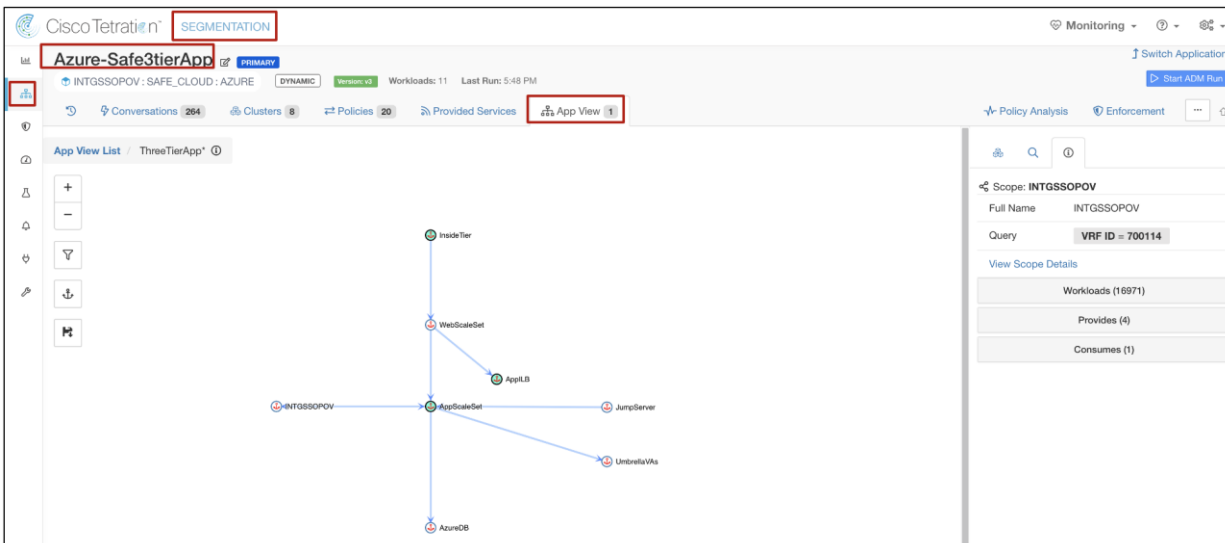 Cisco Tetration™ SEGMENTATION
Monitoring
Azure-Safe3tierApp PRIMARY
Switch Application
INTGSSOPOV : SAFE_CLOUD : AZURE DYNAMIC Version: v3 Workloads: 11 Last Run: 5:48 PM
Start ADM Run
Conversations 264 Clusters 8 Policies 20 Provided Services App View 1 Policy Analysis Enforcement ...
App View List / ThreeTierApp*
+
−
InsideTier
WebScaleSet
AppILB
INTGSSOPOV
AppScaleSet
JumpServer
UmbrellaVAs
AzureDB
Scope: INTGSSOPOV
Full Name INTGSSOPOV
Query VRF ID = 700114
View Scope Details
Workloads (16971)
Provides (4)
Consumes (1)